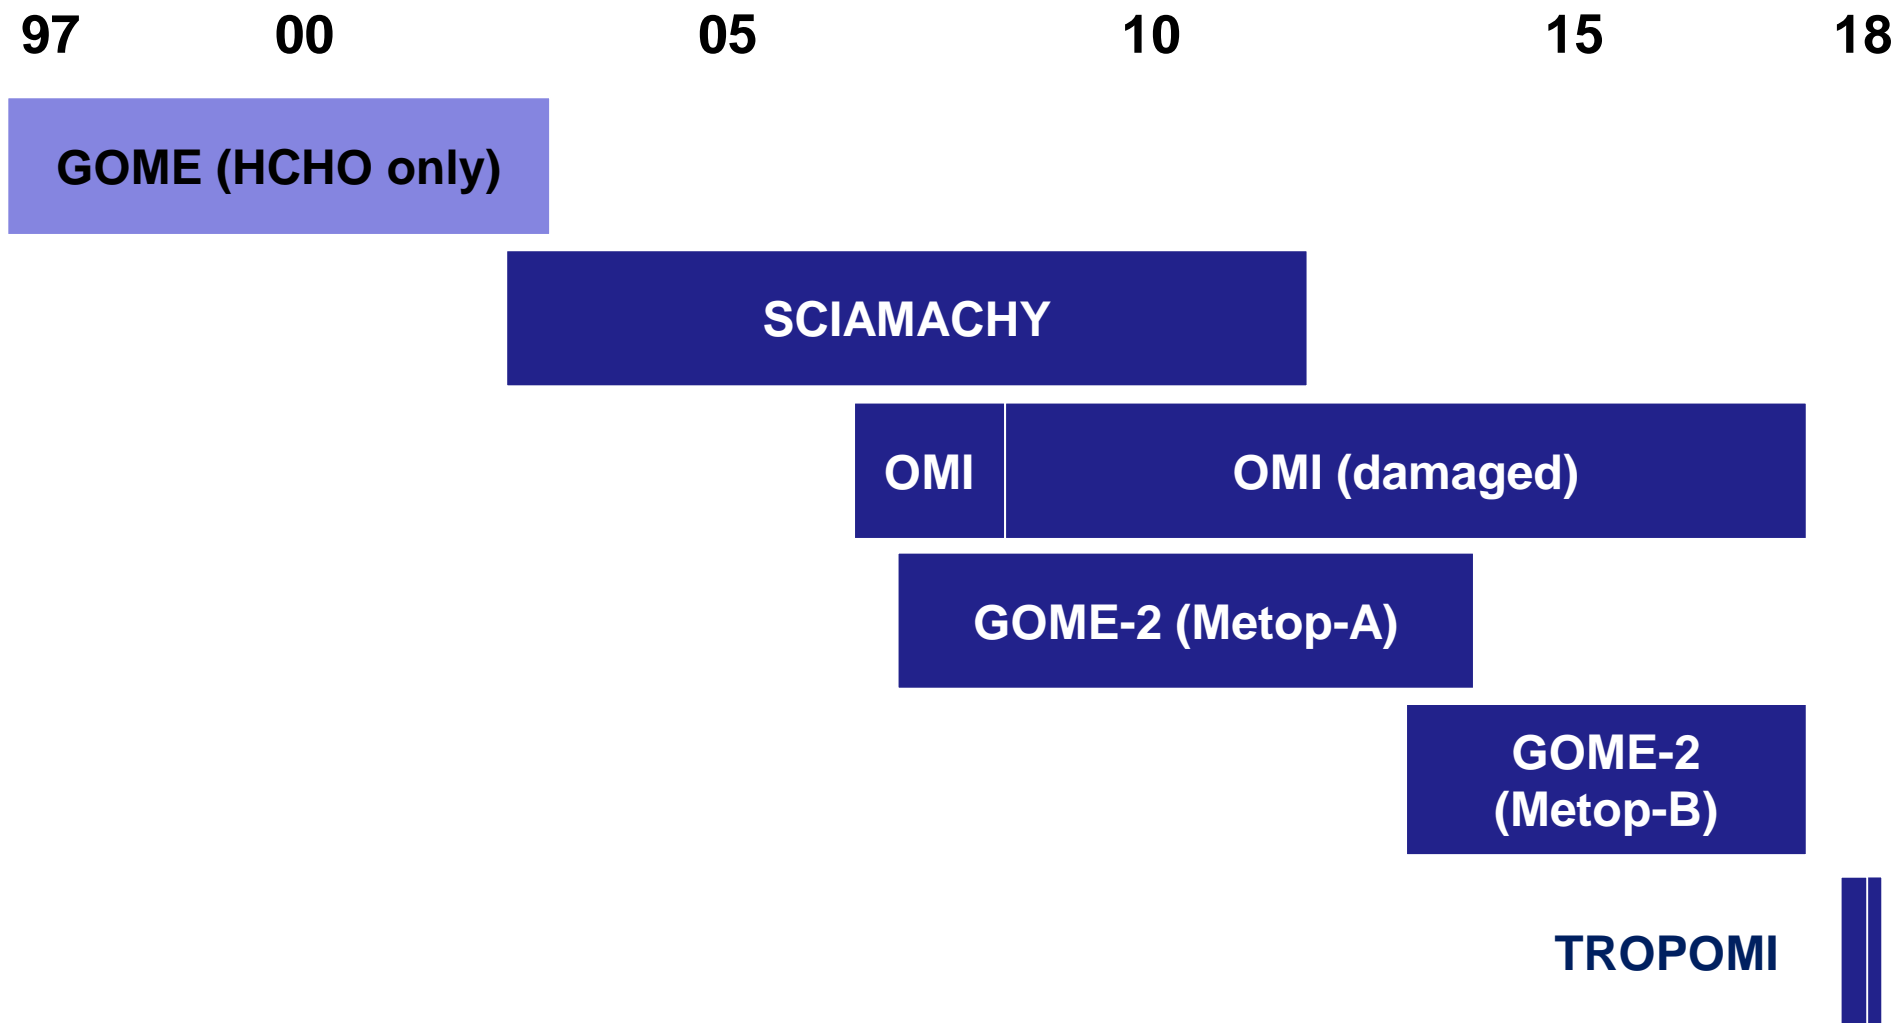 97 00 05 10 15 18
GOME (HCHO only)
SCIAMACHY
OMI OMI (damaged)
GOME-2 (Metop-A)
GOME-2
(Metop-B)
TROPOMI